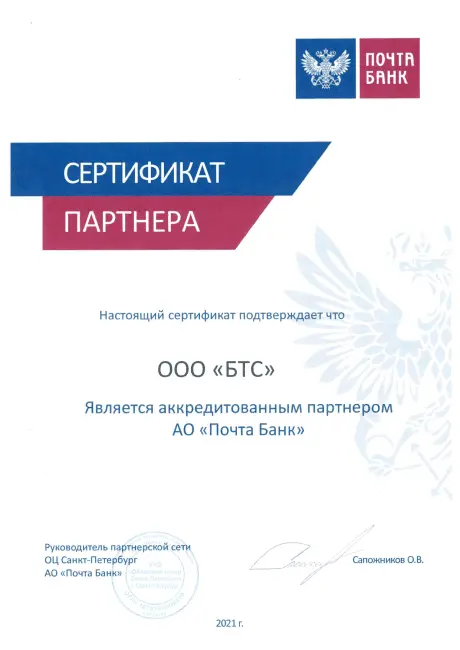 ПОЧТА
БАНК
СЕРТИФИКАТ
ПАРТНЕРА
Настоящий сертификат подтверждает что
ООО «БТС»
Является аккредитованным партнером
АО «Почта Банк»
Руководитель партнерской сети
ОЦ Санкт-Петербург
АО «Почта Банк»
Сапожников О.В.
2021 г.